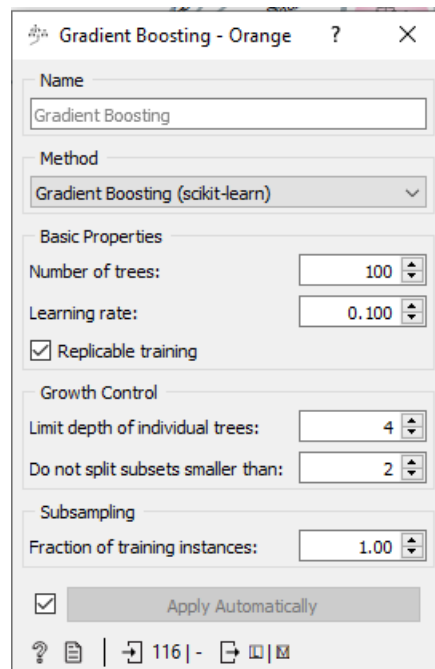 Gradient Boosting - Orange ? ×
Name
Gradient Boosting
Method
Gradient Boosting (scikit-learn)
Basic Properties
Number of trees: 100
Learning rate: 0.100
Replicable training
Growth Control
Limit depth of individual trees: 4
Do not split subsets smaller than: 2
Subsampling
Fraction of training instances: 1.00
Apply Automatically
? 116 | - L | M